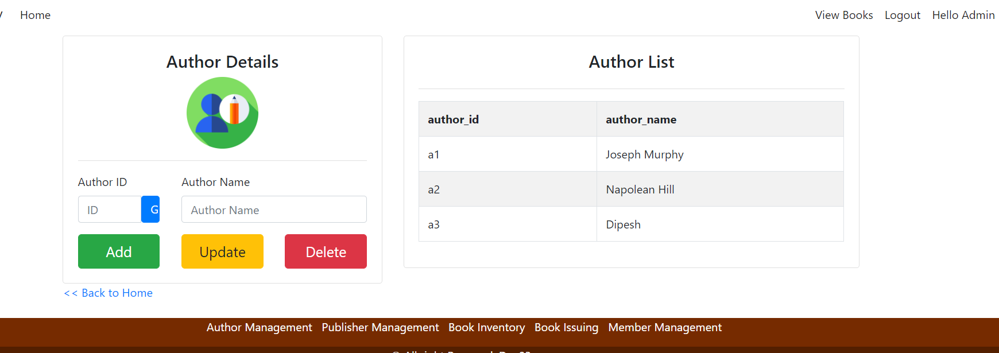 Home View Books Logout Hello Admin
Author Details
Author ID Author Name
ID G Author Name
Add Update Delete
<< Back to Home
Author List
author_id author_name
a1 Joseph Murphy
a2 Napolean Hill
a3 Dipesh
Author Management Publisher Management Book Inventory Book Issuing Member Management